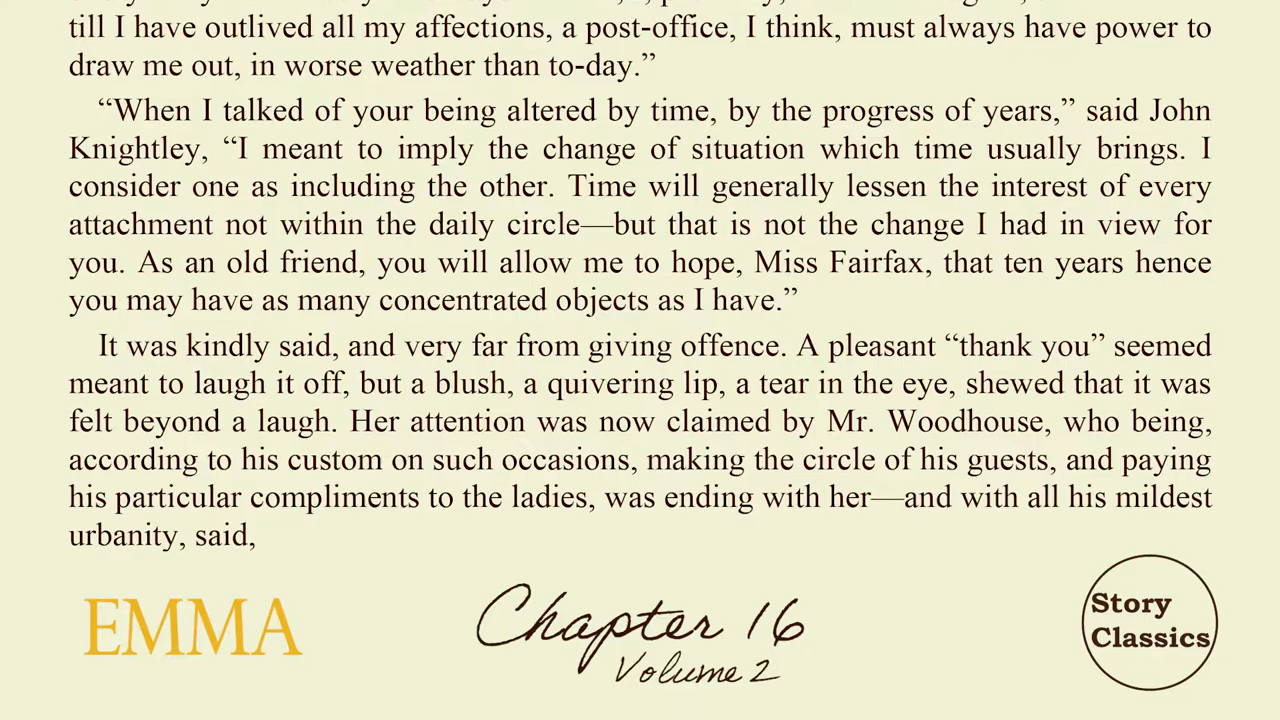 till I have outlived all my affections, a post-office, I think, must always have power to
draw me out, in worse weather than to-day.”
“When I talked of your being altered by time, by the progress of years,” said John
Knightley, “I meant to imply the change of situation which time usually brings. I
consider one as including the other. Time will generally lessen the interest of every
attachment not within the daily circle—but that is not the change I had in view for
you. As an old friend, you will allow me to hope, Miss Fairfax, that ten years hence
you may have as many concentrated objects as I have.”
It was kindly said, and very far from giving offence. A pleasant “thank you” seemed
meant to laugh it off, but a blush, a quivering lip, a tear in the eye, shewed that it was
felt beyond a laugh. Her attention was now claimed by Mr. Woodhouse, who being,
according to his custom on such occasions, making the circle of his guests, and paying
his particular compliments to the ladies, was ending with her—and with all his mildest
urbanity, said,
EMMA
Chapter 16
Volume 2
Story
Classics